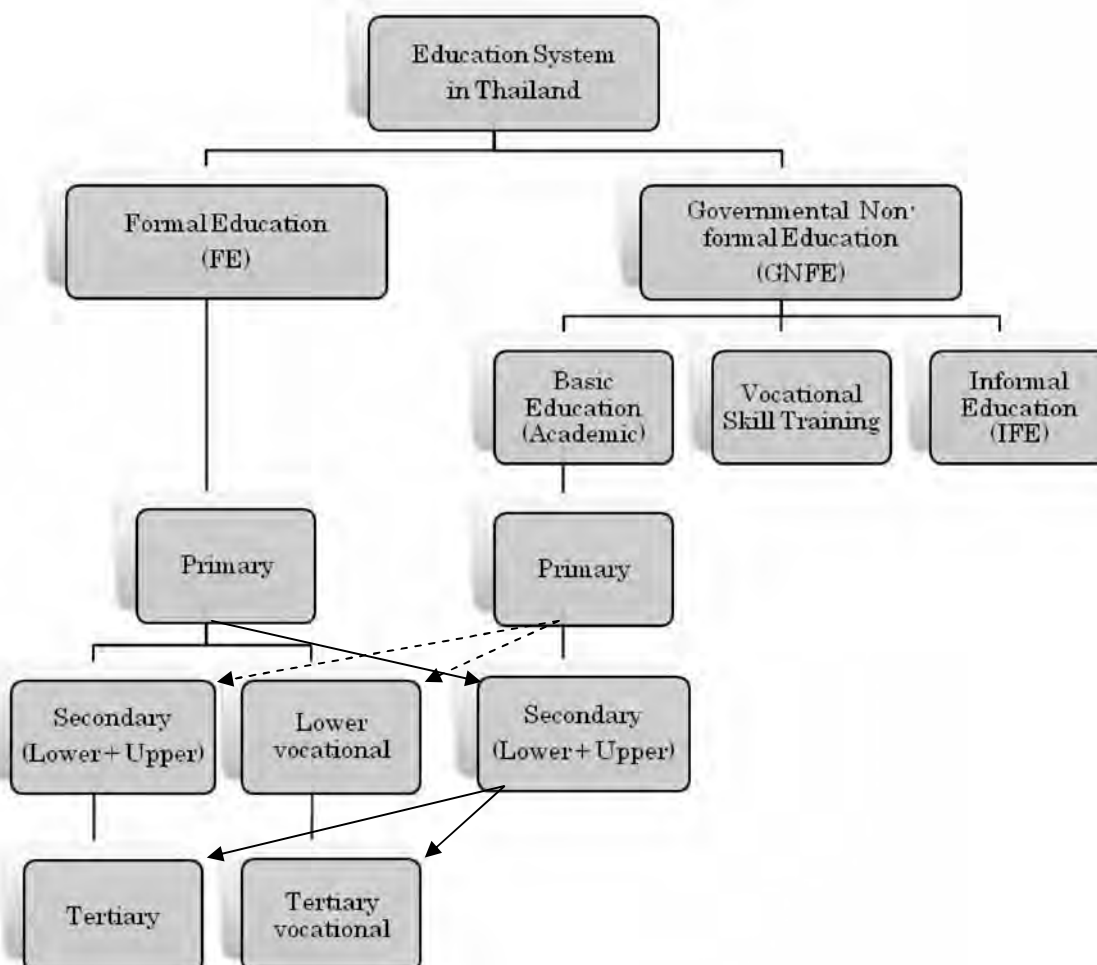 Education System
in Thailand
Formal Education
(FE)
Governmental Non-
formal Education
(GNFE)
Basic
Education
(Academic)
Vocational
Skill Training
Informal
Education
(IFE)
Primary
Primary
Secondary
(Lower+ Upper)
Lower
vocational
Secondary
(Lower+ Upper)
Tertiary
Tertiary
vocational